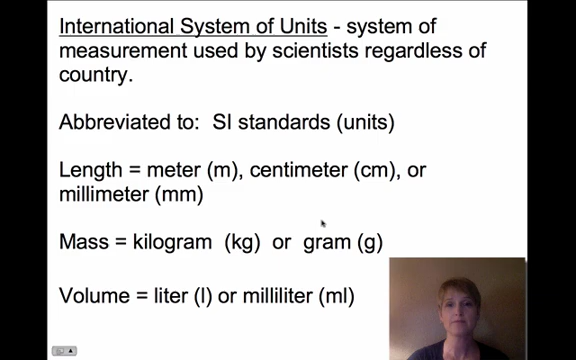 International System of Units - system of
measurement used by scientists regardless of
country.
Abbreviated to:  SI standards (units)
Length = meter (m), centimeter (cm), or
millimeter (mm)
Mass = kilogram  (kg)  or  gram (g)
Volume = liter (l) or milliliter (ml)